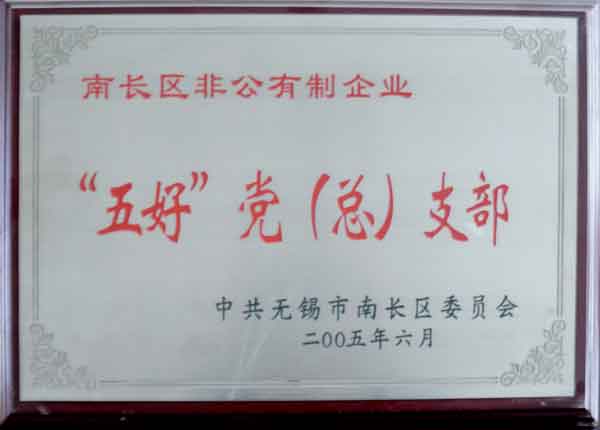 南长区非公有制企业
“五好”党(总)支部
中共无锡市南长区委员会
二00五年六月